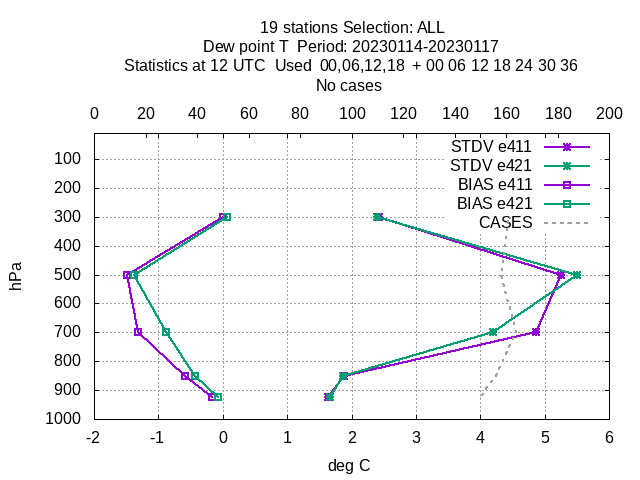 19 stations Selection: ALL
Dew point T  Period: 20230114-20230117
Statistics at 12 UTC  Used  00,06,12,18  + 00 06 12 18 24 30 36
No cases
0 20 40 60 80 100 120 140 160 180 200
STDV e411
STDV e421
BIAS e411
BIAS e421
CASES
100
200
300
400
500
600
700
800
900
1000
hPa
-2 -1 0 1 2 3 4 5 6
deg C